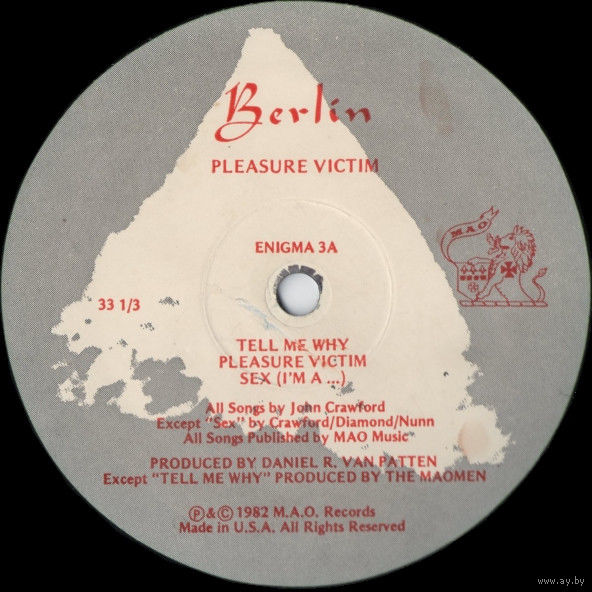 Berlin
PLEASURE VICTIM
MAO
ENIGMA 3A
33 1/3
TELL ME WHY
PLEASURE VICTIM
SEX (I'M A ...)
All Songs by John Crawford
Except "Sex" by Crawford/Diamond/Nunn
All Songs Published by MAO Music
PRODUCED BY DANIEL R. VAN PATTEN
Except "TELL ME WHY" PRODUCED BY THE MAOMEN
Ⓟ&Ⓒ 1982 M.A.O. Records
Made in U.S.A. All Rights Reserved
www.ay.by